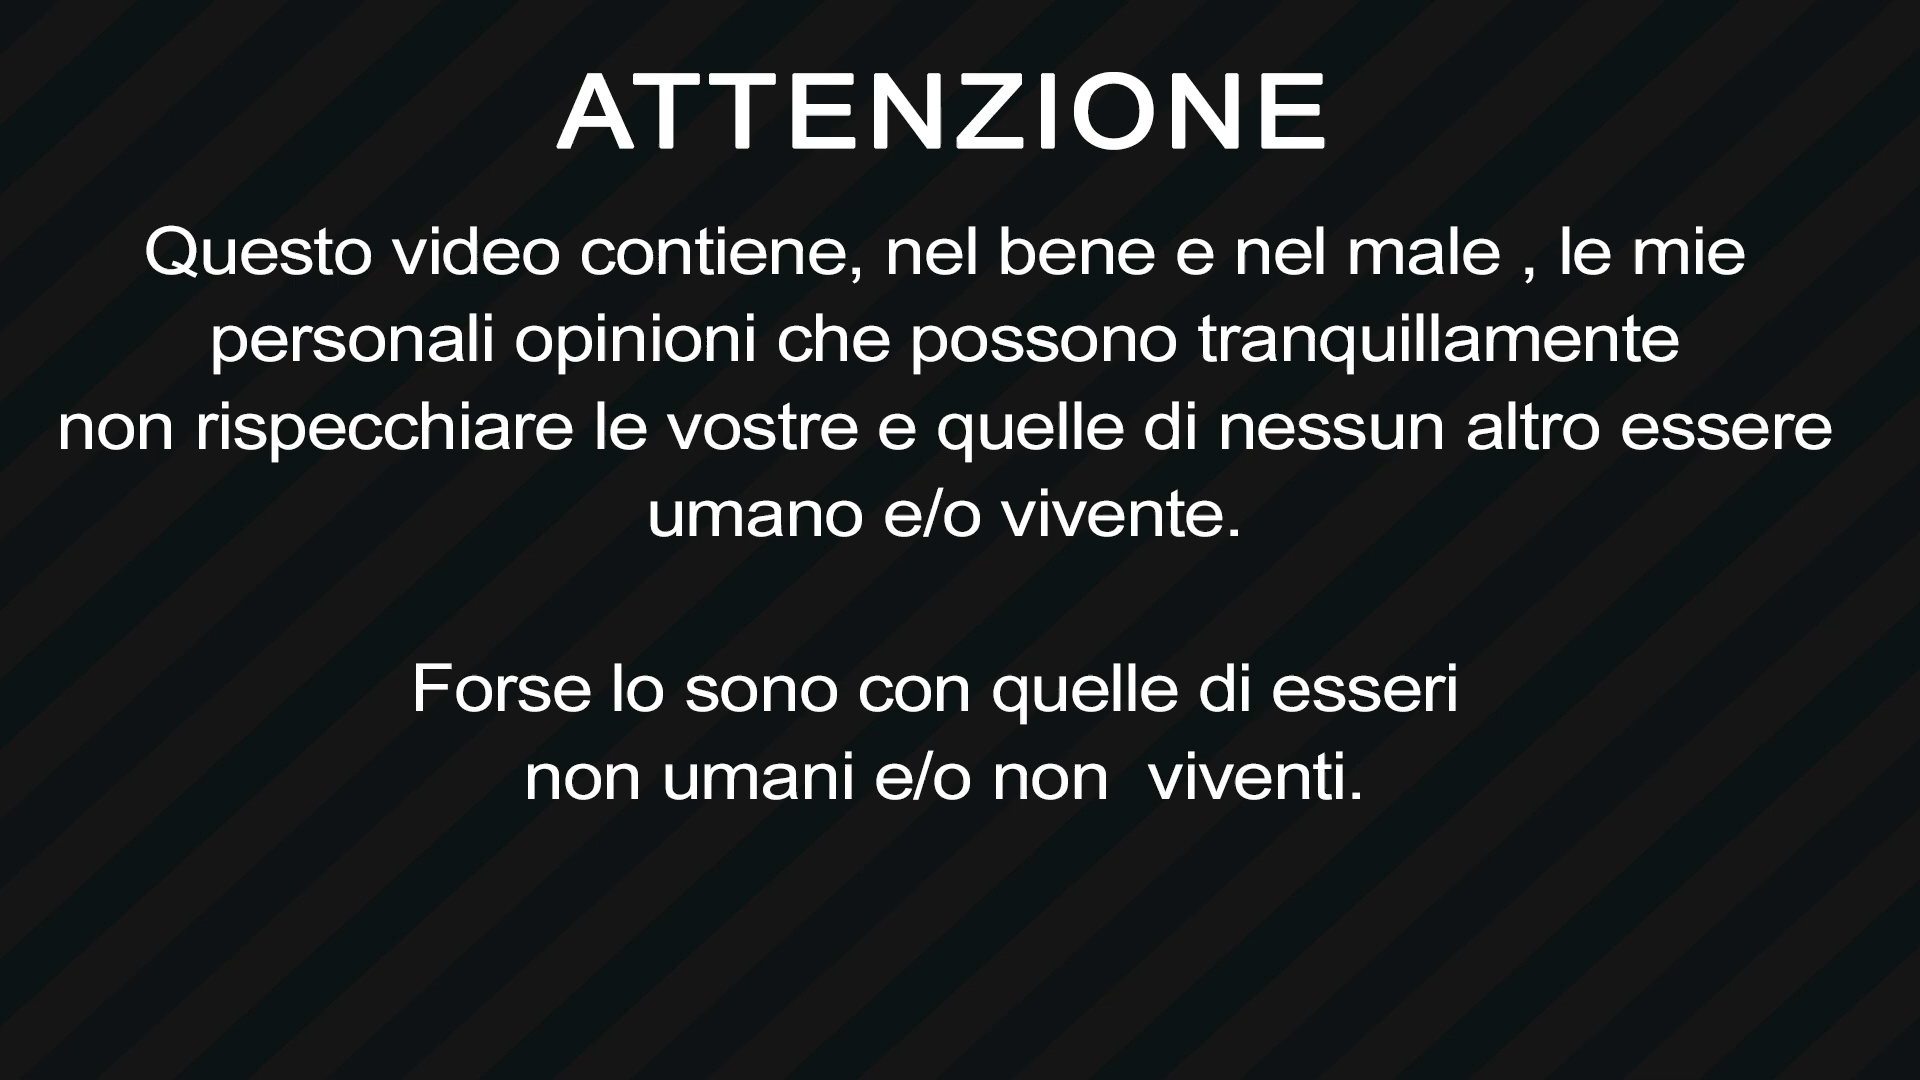 ATTENZIONE
Questo video contiene, nel bene e nel male , le mie
personali opinioni che possono tranquillamente
non rispecchiare le vostre e quelle di nessun altro essere
umano e/o vivente.
Forse lo sono con quelle di esseri
non umani e/o non  viventi.